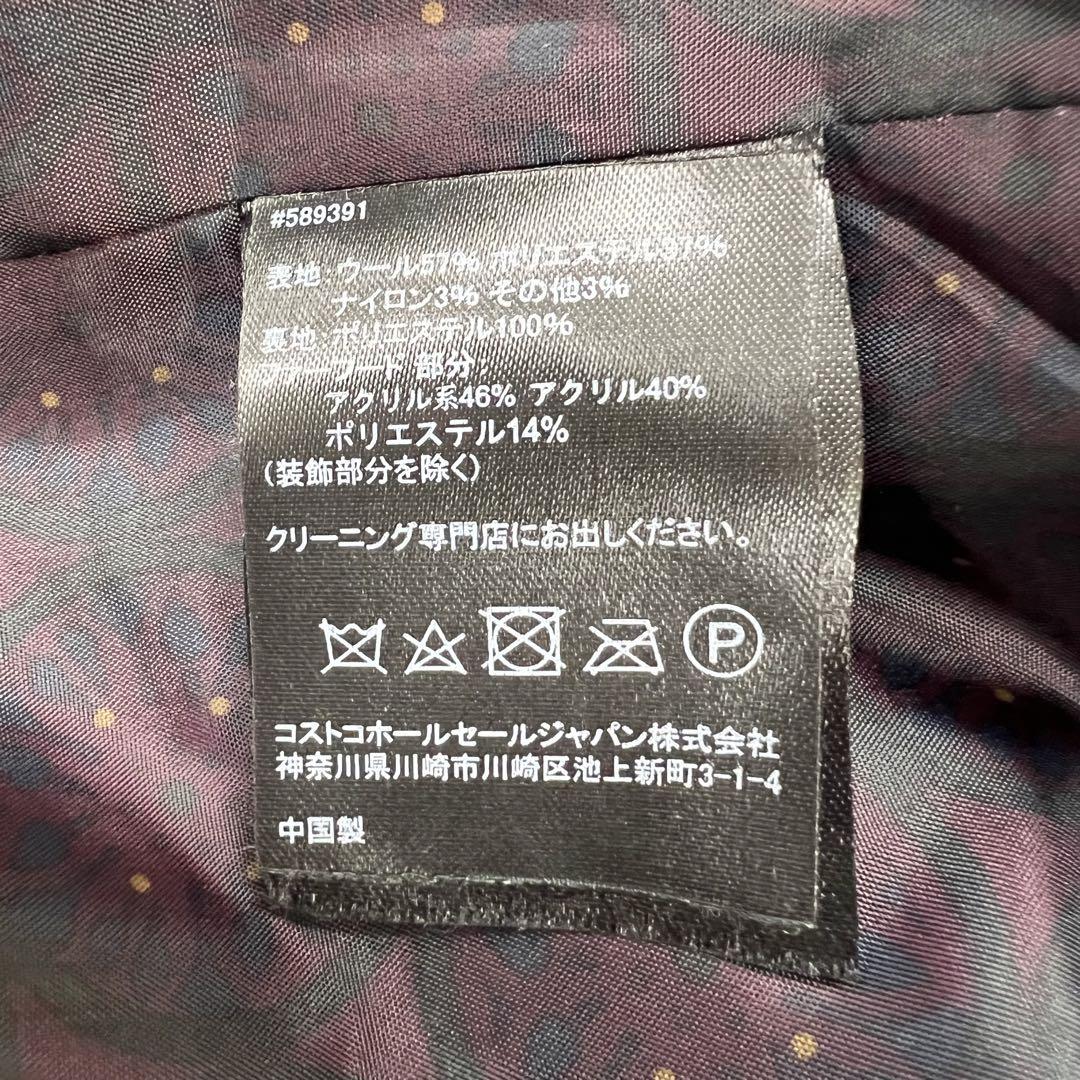 #589391
表地:ウール57% ポリエステル37%
ナイロン3% その他3%
裏地:ポリエステル100%
ファーフード 部分:
アクリル系46% アクリル40%
ポリエステル14%
(装飾部分を除く)
クリーニング専門店にお出しください。
P
コストコホールセールジャパン株式会社
神奈川県川崎市川崎区池上新町3-1-4
中国製